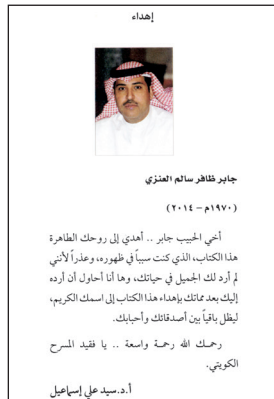 إهداء
جابر ظافر سالم العنزي
(١٩٧٠م – ٢٠١٤)
أخي الحبيب جابر .. أهدي إلى روحك الطاهرة
هذا الكتاب، الذي كنت سبباً في ظهوره، وعذراً لأنني
لم أرد لك الجميل في حياتك، وها أنا أحاول أن أرده
إليك بعد مماتك بإهداء هذا الكتاب إلى اسمك الكريم،
ليظل باقياً بين أصدقائك وأحبابك.
رحمك الله رحمة واسعة .. يا فقيد المسرح
الكويتي.
أ.د.سيد علي إسماعيل